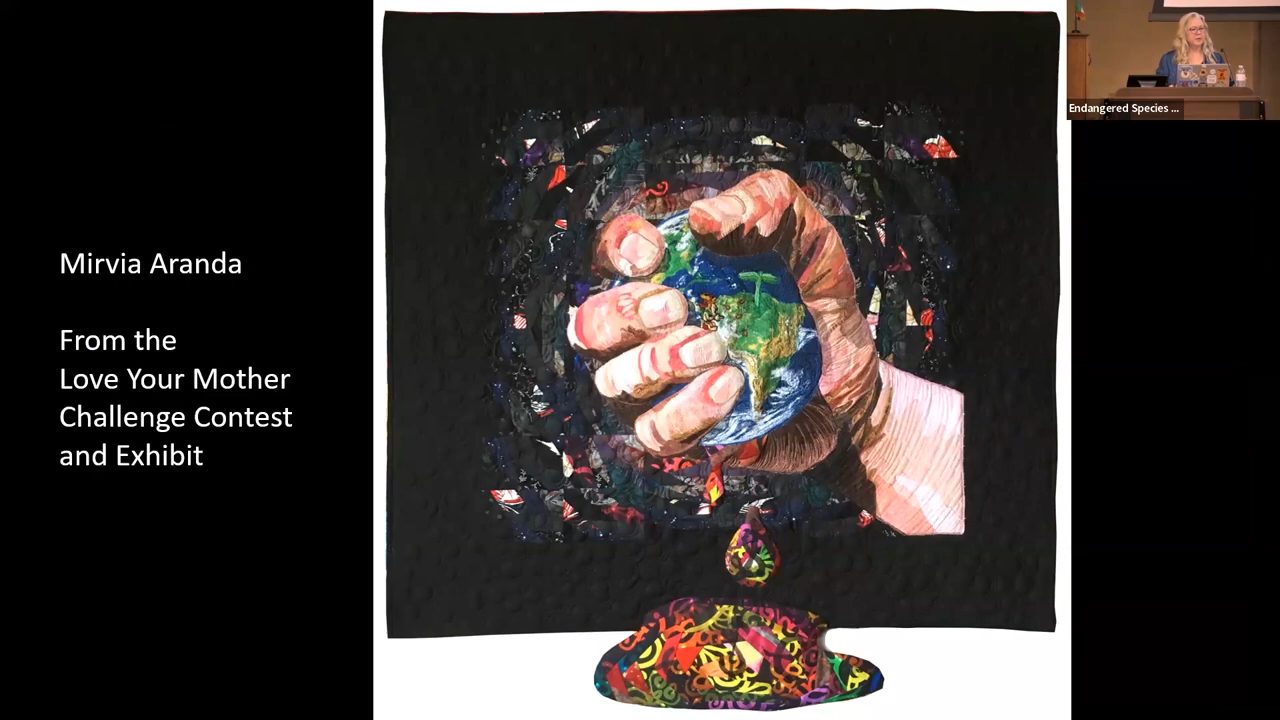 Endangered Species ...
Mirvia Aranda
From the
Love Your Mother
Challenge Contest
and Exhibit